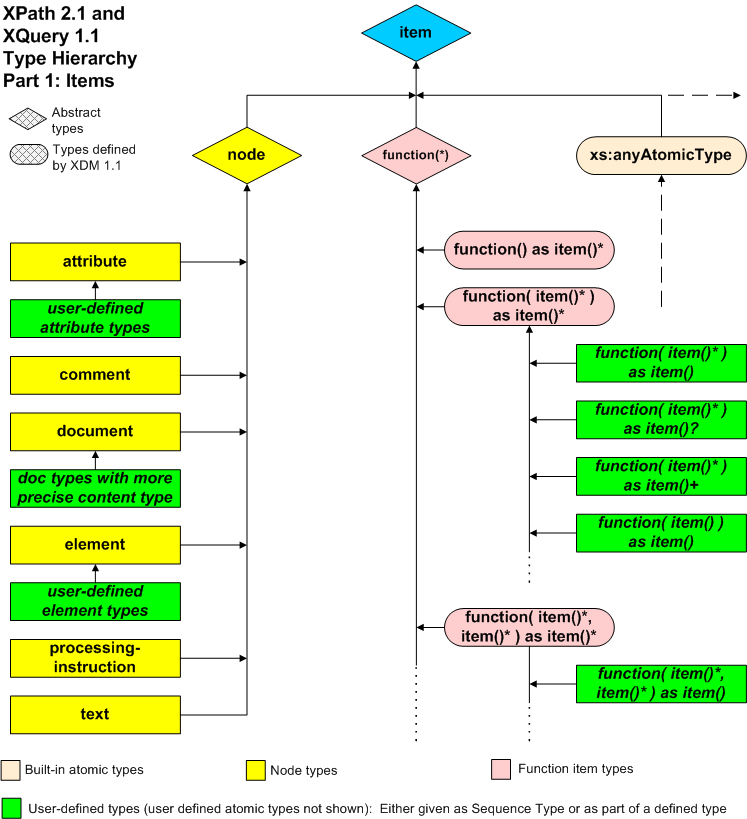 XPath 2.1 and
XQuery 1.1
Type Hierarchy
Part 1: Items
Abstract
types
Types defined
by XDM 1.1
item
node
function(*)
xs:anyAtomicType
attribute
user-defined
attribute types
comment
document
doc types with more
precise content type
element
user-defined
element types
processing-
instruction
text
function() as item()*
function( item()* )
as item()*
function( item()* )
as item()
function( item()* )
as item()?
function( item()* )
as item()+
function( item() )
as item()
function( item()*,
item()* ) as item()*
function( item()*,
item()* ) as item()
Built-in atomic types
Node types
Function item types
User-defined types (user defined atomic types not shown): Either given as Sequence Type or as part of a defined type